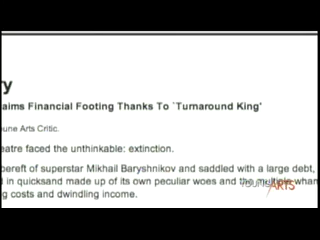 ry
aims Financial Footing Thanks To `Turnaround King'
une Arts Critic.
eatre faced the unthinkable: extinction.
bereft of superstar Mikhail Baryshnikov and saddled with a large debt,
d in quicksand made up of its own peculiar woes and the multiple wham
g costs and dwindling income.
ARTS